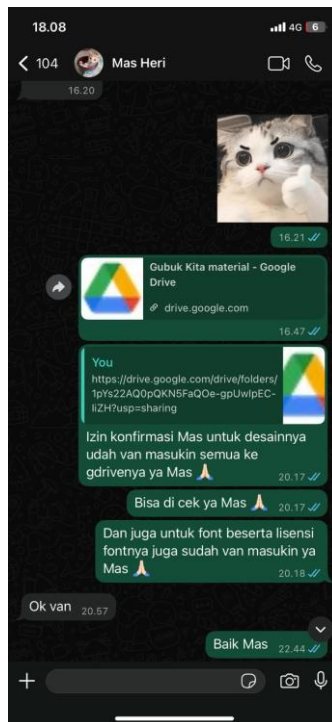 18.08
4G 6
104
Mas Heri
16.20
16.21
Gubuk Kita material - Google
Drive
drive.google.com
16.47
You
https://drive.google.com/drive/folders/
1pYs22AQ0pQKN5FaQOe-gpUwIpEC-
IiZH?usp=sharing
Izin konfirmasi Mas untuk desainnya
udah van masukin semua ke
gdrivenya ya Mas 🙏🏻
20.17
Bisa di cek ya Mas 🙏🏻 20.17
Dan juga untuk font beserta lisensi
fontnya juga sudah van masukin ya
Mas 🙏🏻
20.18
Ok van 20.57
Baik Mas 22.44